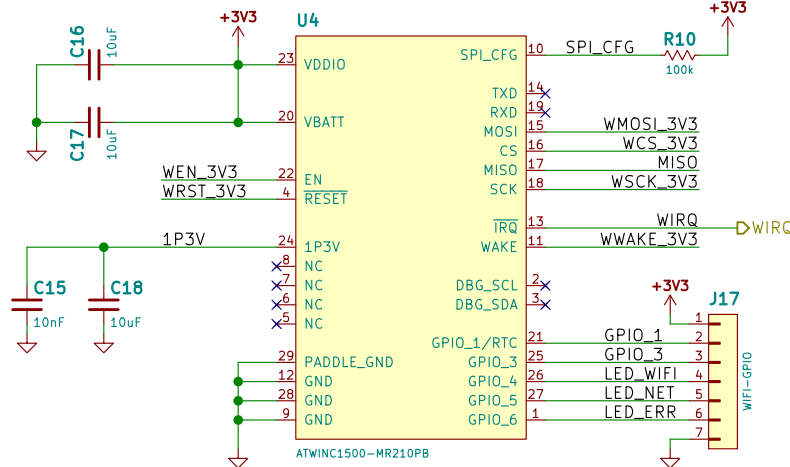 +3V3
U4
+3V3
C16
10uF
23
VDDIO
SPI_CFG
10
SPI_CFG
R10
100k
TXD
14
RXD
19
C17
10uF
20
VBATT
MOSI
15
WMOSI_3V3
CS
16
WCS_3V3
MISO
17
MISO
WEN_3V3
22
EN
SCK
18
WSCK_3V3
WRST_3V3
4
RESET
IRQ
13
WIRQ
WIRQ
1P3V
24
1P3V
WAKE
11
WWAKE_3V3
8
NC
7
NC
DBG_SCL
2
6
NC
DBG_SDA
3
5
NC
C15
10nF
C18
10uF
+3V3
J17
1
GPIO_1/RTC
21
GPIO_1
2
29
PADDLE_GND
GPIO_3
25
GPIO_3
3
12
GND
GPIO_4
26
LED_WIFI
4
28
GND
GPIO_5
27
LED_NET
5
9
GND
GPIO_6
1
LED_ERR
6
7
WIFI-GPIO
ATWINC1500-MR210PB